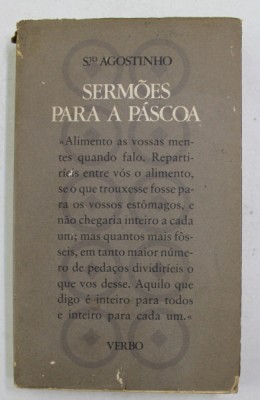 S.TO AGOSTINHO
SERMÕES
PARA A PÁSCOA
«Alimento as vossas men-
tes quando falo. Reparti-
ríeis entre vós o alimento,
se o que trouxesse fosse pa-
ra os vossos estômagos, e
não chegaria inteiro a cada
um; mas quantos mais fôs-
seis, em tanto maior núme-
ro de pedaços dividiríeis o
que vos desse. Aquilo que
digo é inteiro para todos
e inteiro para cada um.«
VERBO